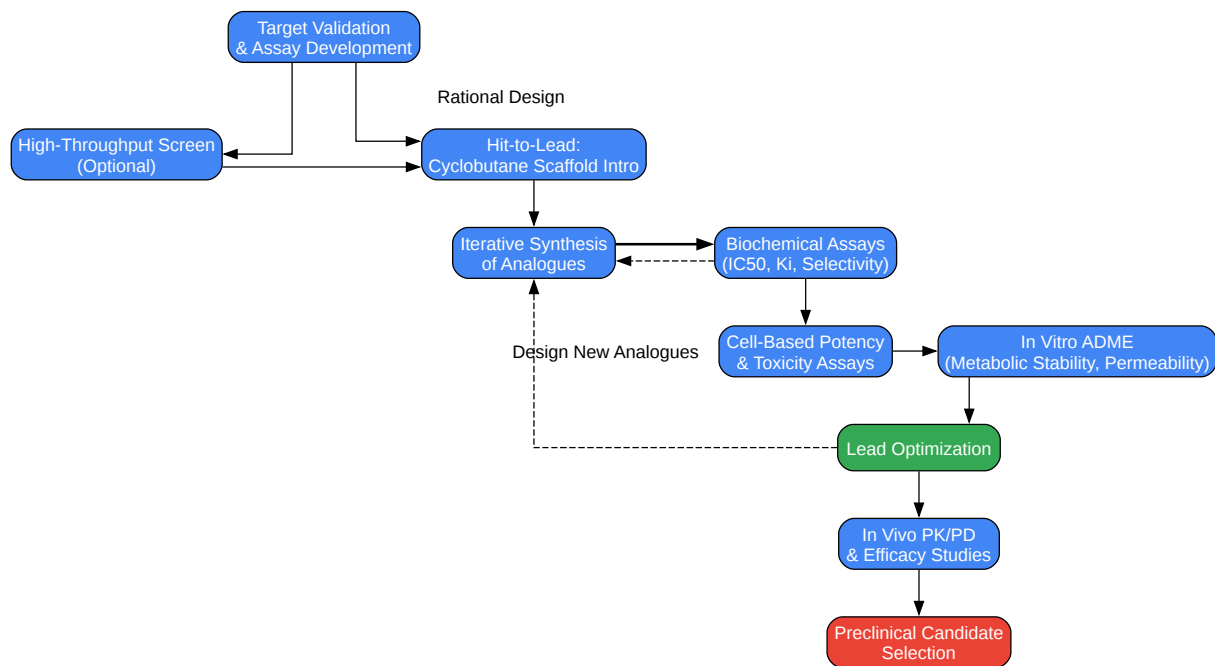 Target Validation
& Assay Development
Rational Design
High-Throughput Screen
(Optional)
Hit-to-Lead:
Cyclobutane Scaffold Intro
Iterative Synthesis
of Analogues
Biochemical Assays
(IC50, Ki, Selectivity)
Design New Analogues
Cell-Based Potency
& Toxicity Assays
In Vitro ADME
(Metabolic Stability, Permeability)
Lead Optimization
In Vivo PK/PD
& Efficacy Studies
Preclinical Candidate
Selection